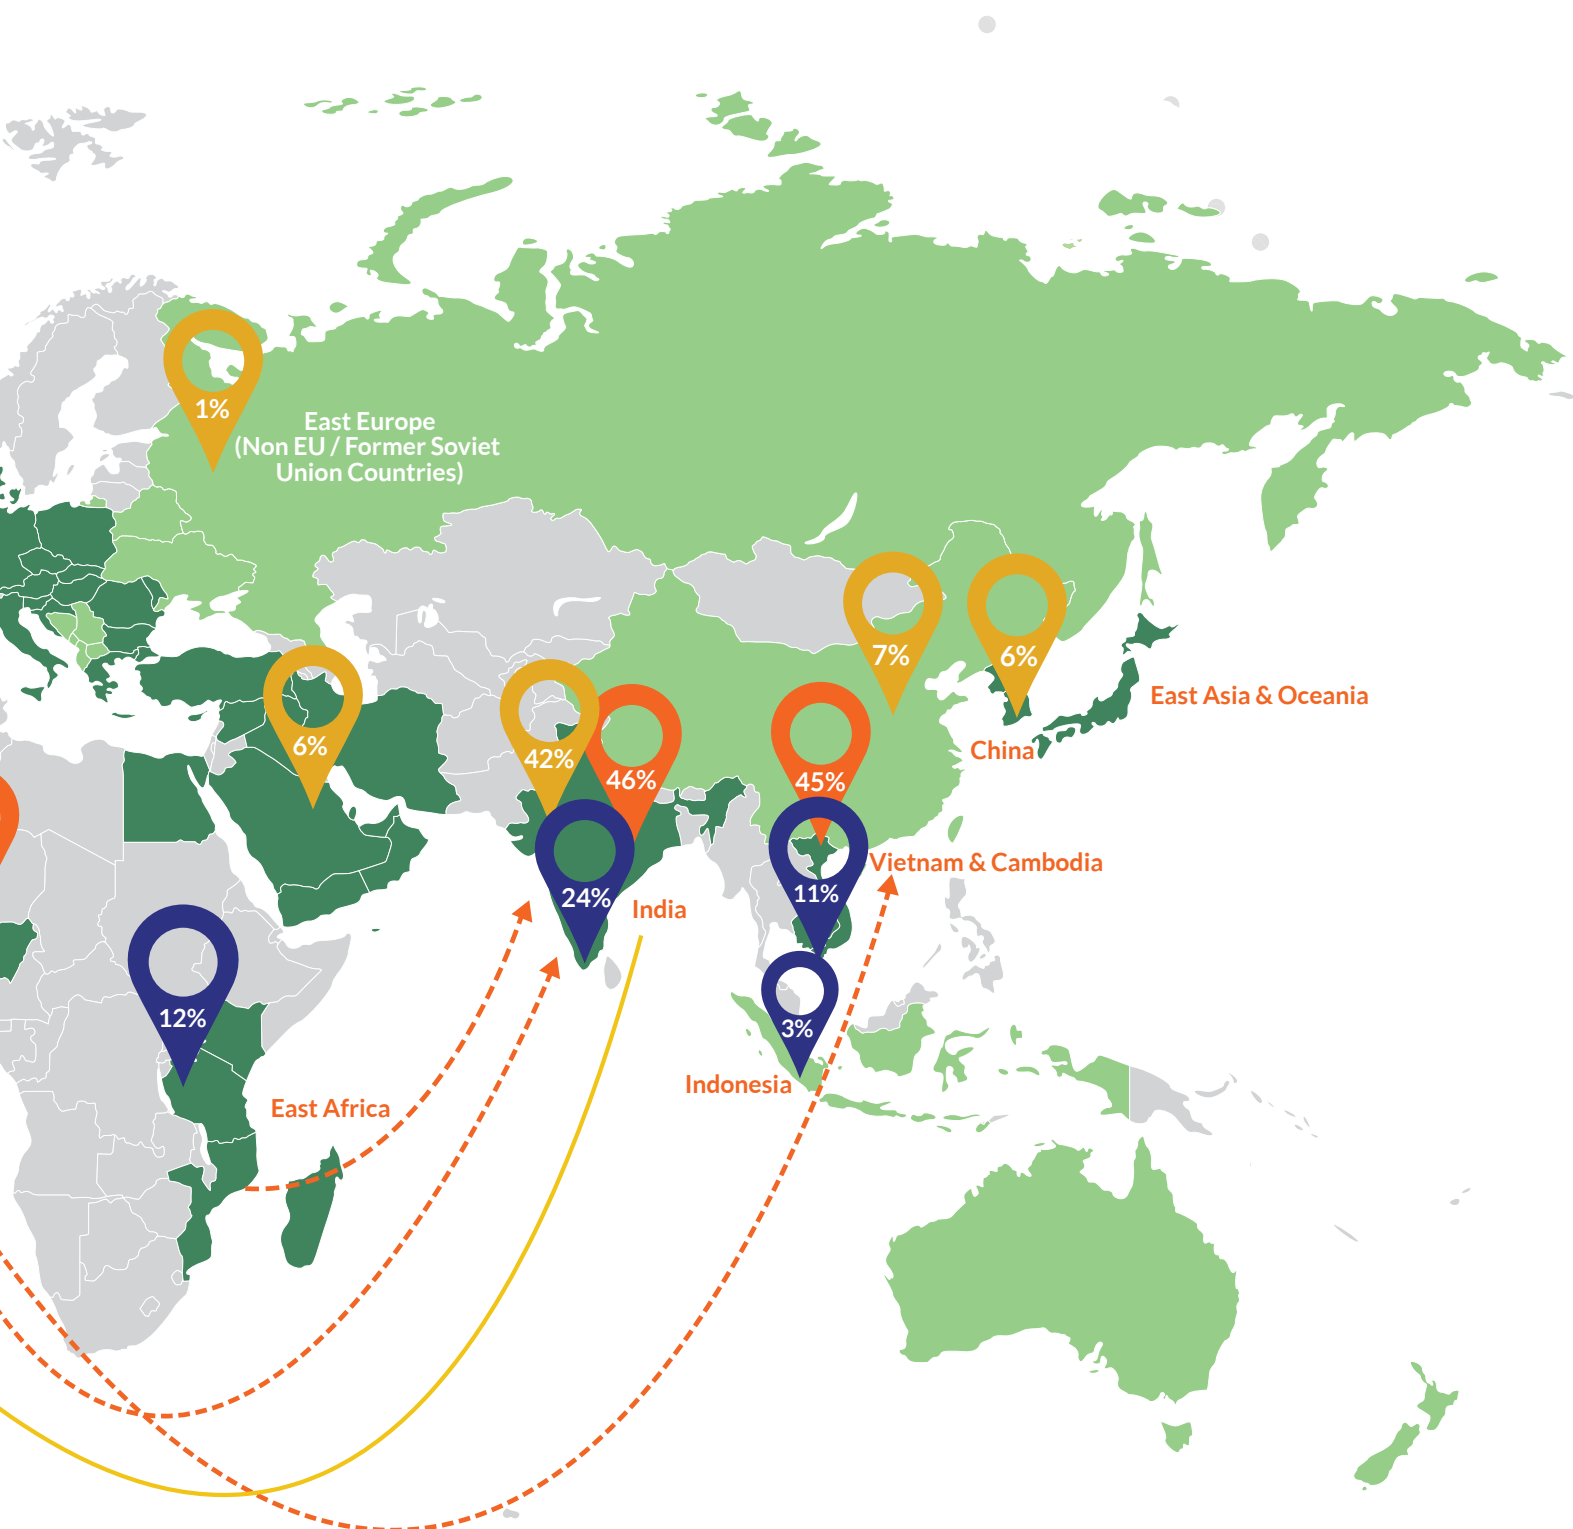 1%
East Europe
(Non EU / Former Soviet
Union Countries)
7%
6%
East Asia & Oceania
6%
42%
46%
45%
China
Vietnam & Cambodia
24%
11%
India
12%
3%
Indonesia
East Africa